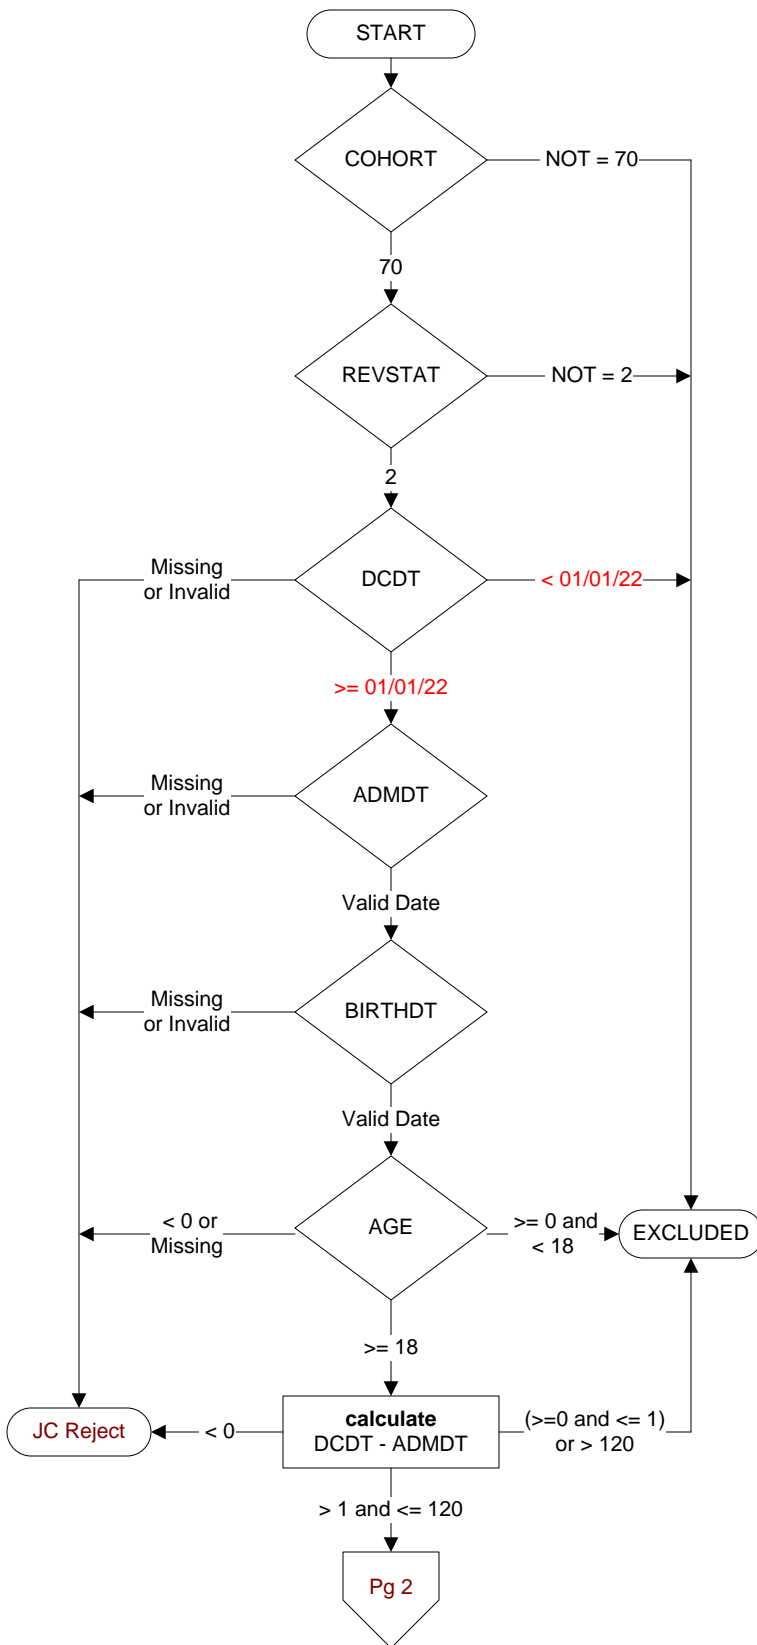 START
COHORT
NOT = 70
70
REVSTAT
NOT = 2
2
Missing
or Invalid
DCDT
< 01/01/22
>= 01/01/22
Missing
or Invalid
ADMDT
Valid Date
Missing
or Invalid
BIRTHDT
Valid Date
< 0 or
Missing
AGE
>= 0 and
< 18
EXCLUDED
>= 18
JC Reject
< 0
calculate
DCDT - ADMDT
(>=0 and <= 1)
or > 120
> 1 and <= 120
Pg 2